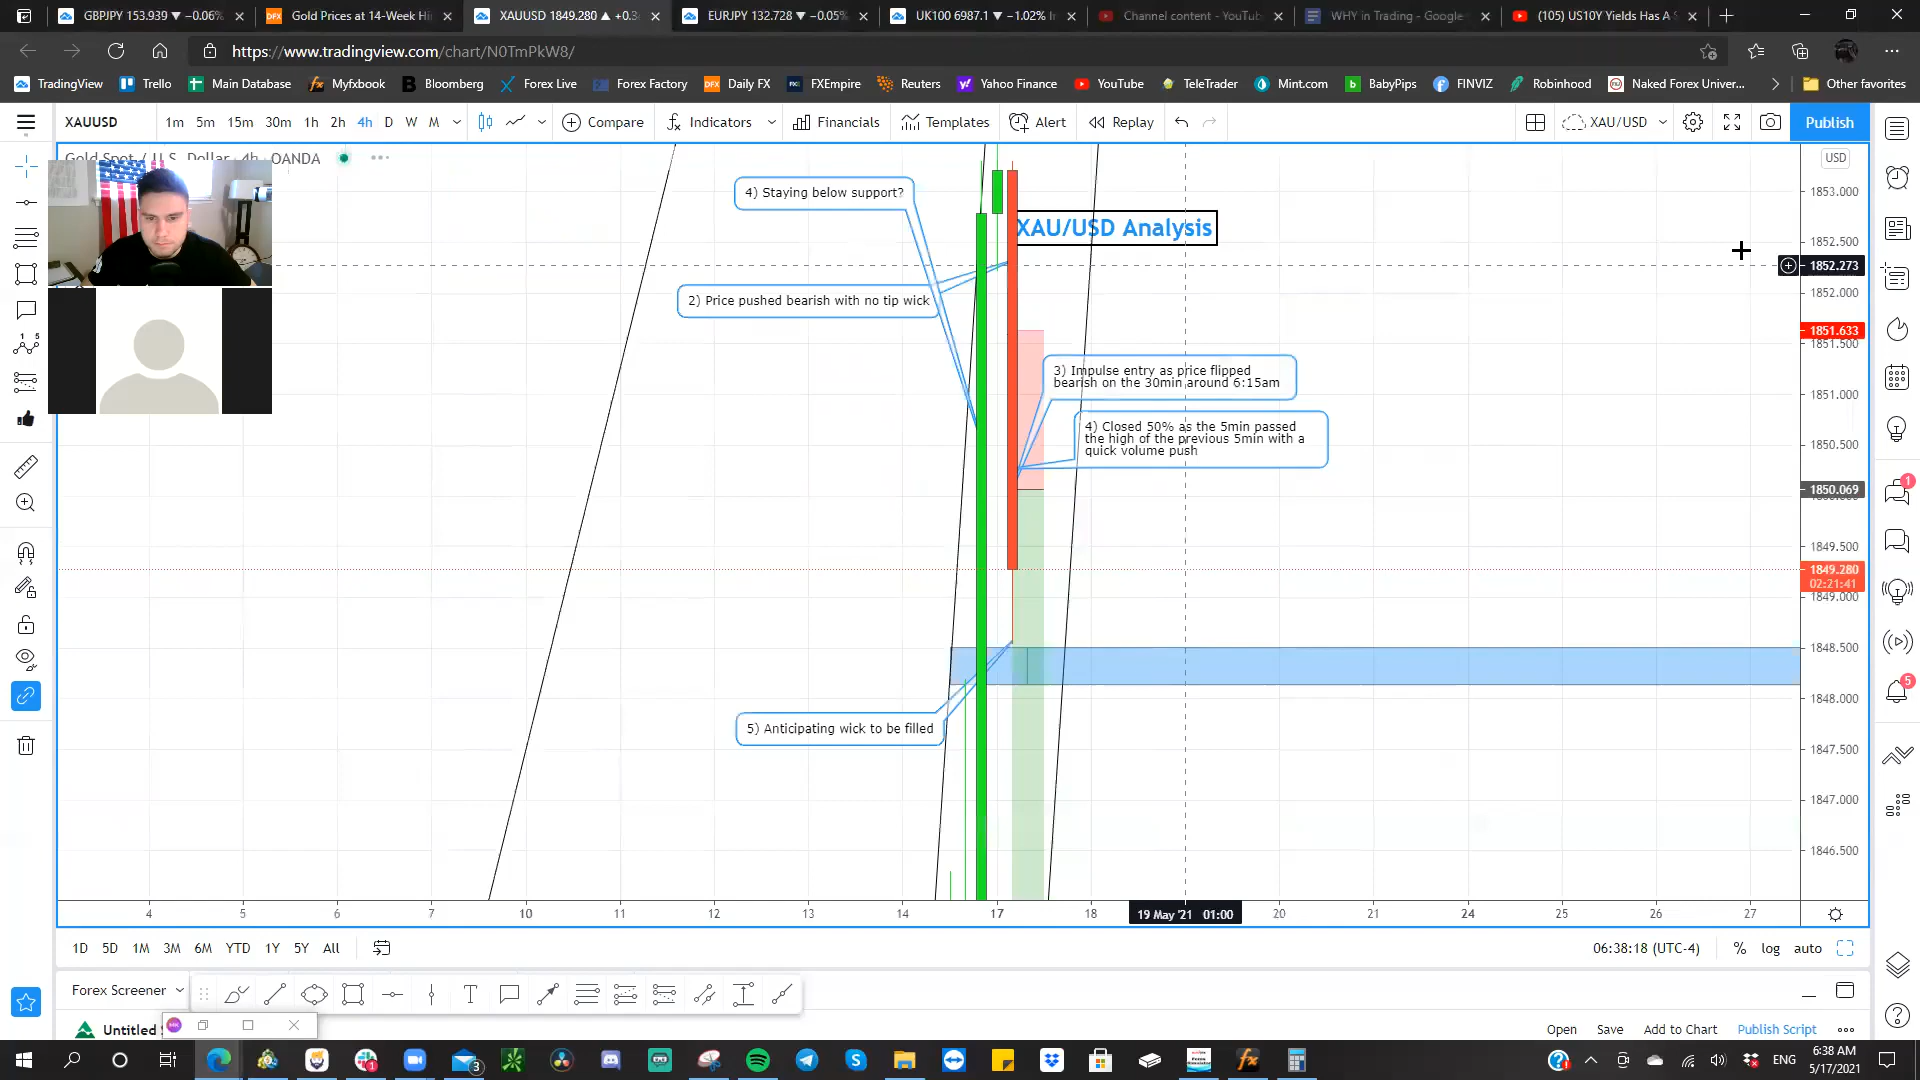 GBPJPY 153.939 ▼ −0.06%
Gold Prices at 14-Week Hi
XAUUSD 1849.280 ▲ +0.3
EURJPY 132.728 ▼ −0.05%
UK100 6987.1 ▼ −1.02%
Channel content - YouTub
WHY in Trading - Google
(105) US10Y Yields Has A
https://www.tradingview.com/chart/N0TmPkW8/
TradingView
Trello
Main Database
Myfxbook
Bloomberg
Forex Live
Forex Factory
Daily FX
FXEmpire
Reuters
Yahoo Finance
YouTube
TeleTrader
Mint.com
BabyPips
FINVIZ
Robinhood
Naked Forex Univer...
Other favorites
XAUUSD
1m 5m 15m 30m 1h 2h 4h D W M
Compare
Indicators
Financials
Templates
Alert
Replay
XAU/USD
Publish
Gold Spot / U.S. Dollar · 4h · OANDA
USD
4) Staying below support?
XAU/USD Analysis
2) Price pushed bearish with no tip wick
3) Impulse entry as price flipped
bearish on the 30min around 6:15am
4) Closed 50% as the 5min passed
the high of the previous 5min with a
quick volume push
5) Anticipating wick to be filled
1853.000
1852.500
1852.273
1852.000
1851.633
1851.500
1851.000
1850.500
1850.069
1849.500
1849.280
02:21:41
1849.000
1848.500
1848.000
1847.500
1847.000
1846.500
4 5 6 7 10 11 12 13 14 17 18 19 May '21 01:00 20 21 24 25 26 27
1D 5D 1M 3M 6M YTD 1Y 5Y All
06:38:18 (UTC-4)
% log auto
Forex Screener
Untitled
Open Save Add to Chart Publish Script
ENG
6:38 AM
5/17/2021